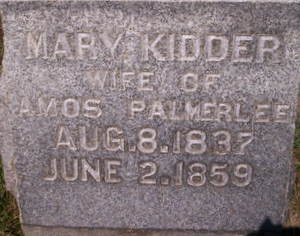 MARY KIDDER
WIFE OF
AMOS PALMERLEE
AUG.8.1837
JUNE 2.1859